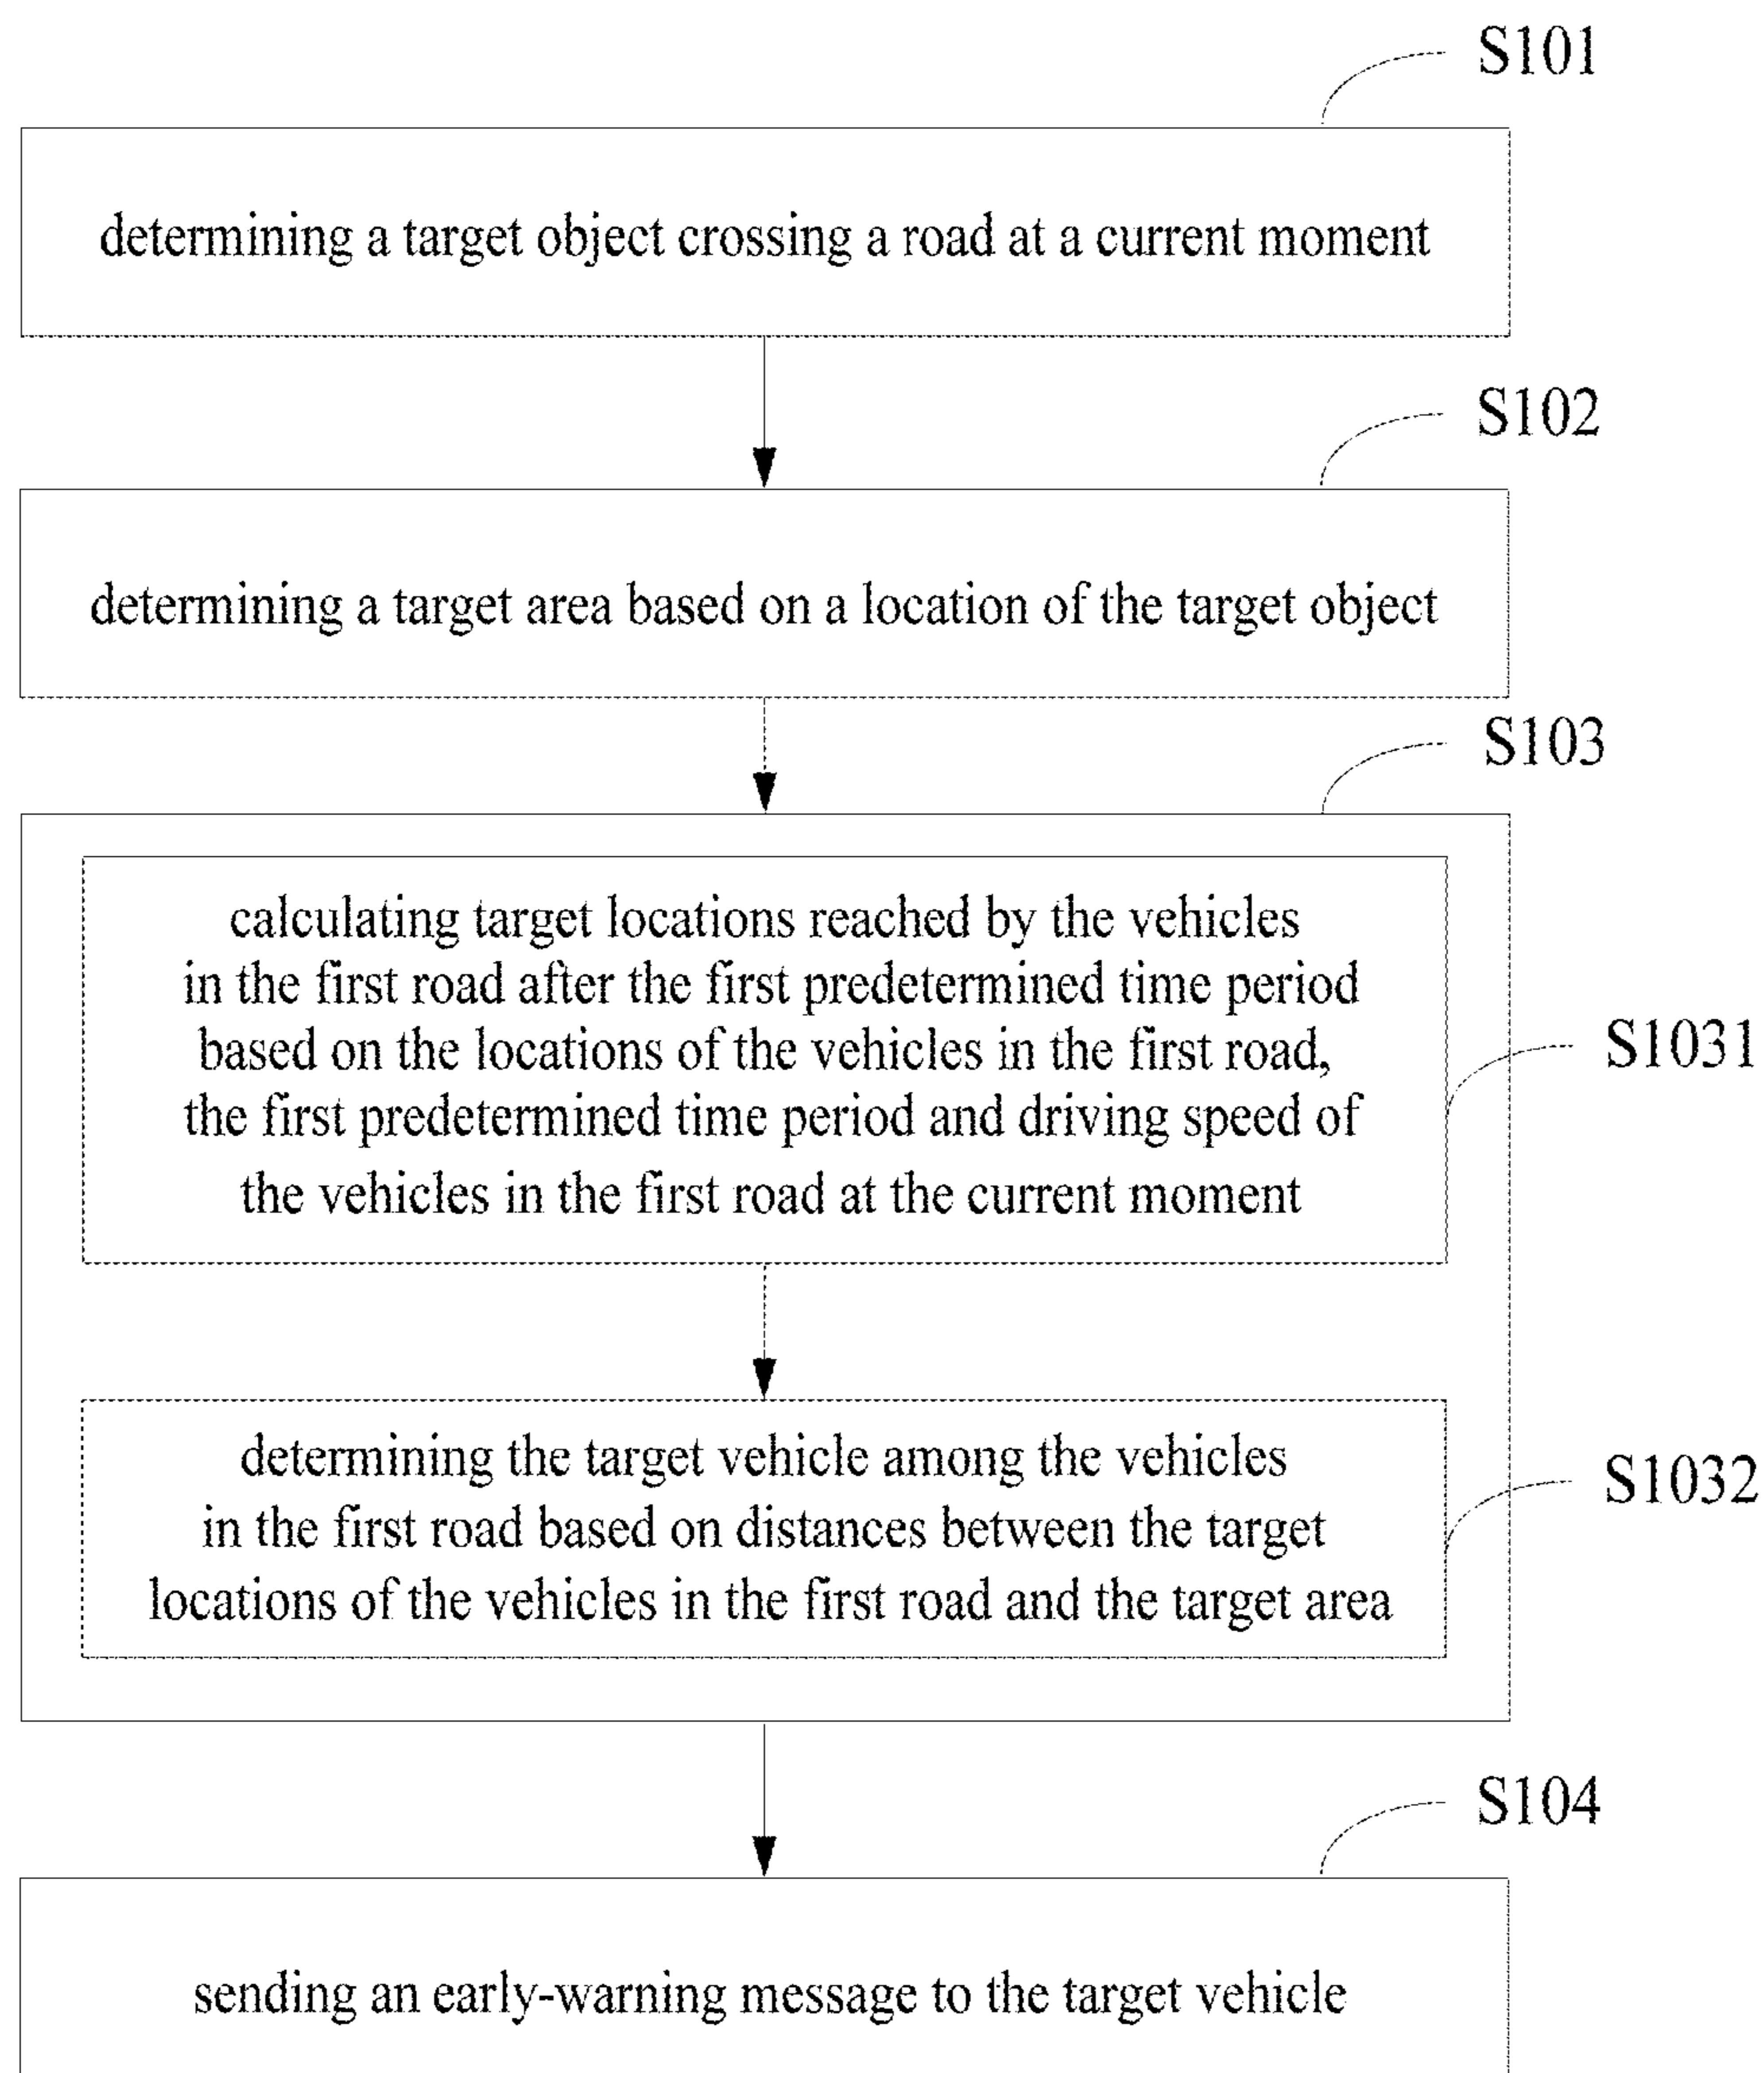 S101
determining a target object crossing a road at a current moment
S102
determining a target area based on a location of the target object
S103
calculating target locations reached by the vehicles
in the first road after the first predetermined time period
based on the locations of the vehicles in the first road,
the first predetermined time period and driving speed of
the vehicles in the first road at the current moment
S1031
determining the target vehicle among the vehicles
in the first road based on distances between the target
locations of the vehicles in the first road and the target area
S1032
S104
sending an early-warning message to the target vehicle